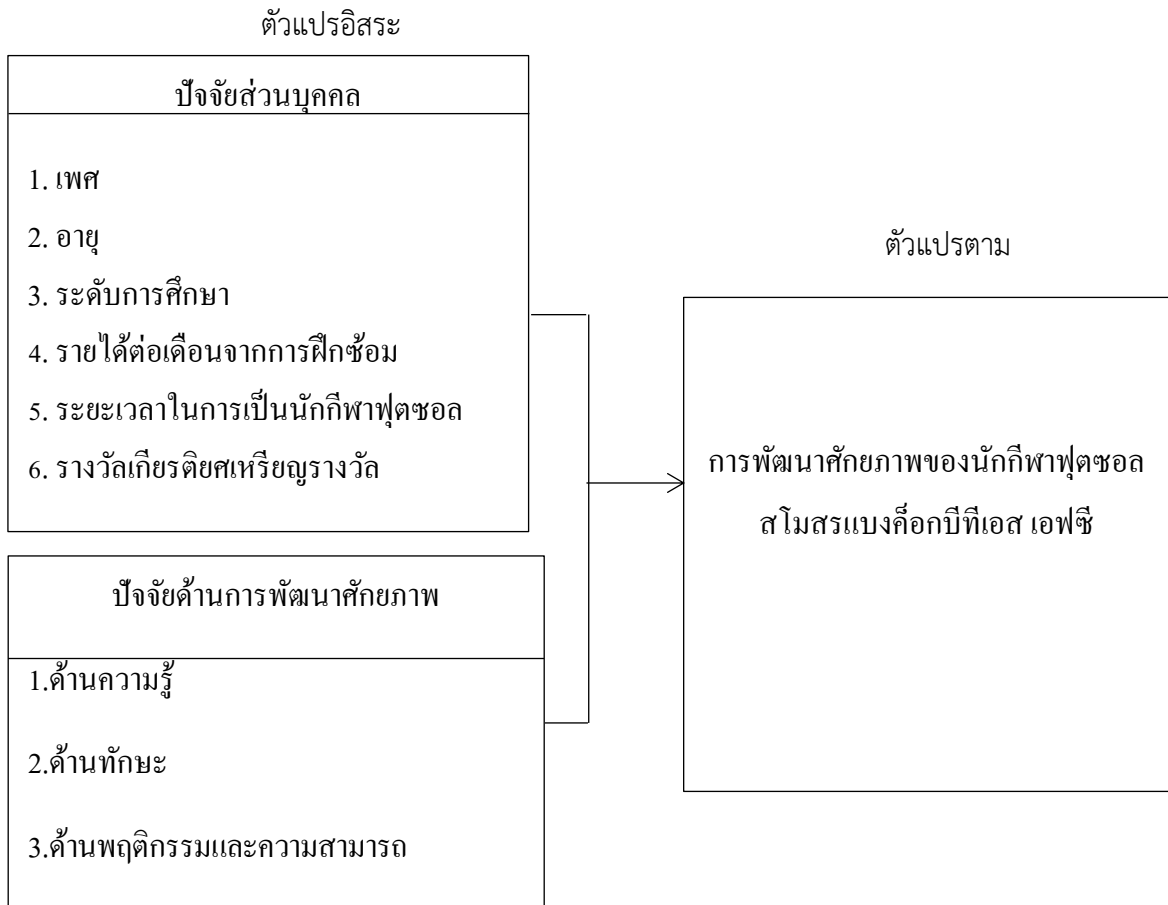 ตัวแปรอิสระ
ปัจจัยส่วนบุคคล
1. เพศ
2. อายุ
3. ระดับการศึกษา
4. รายได้ต่อเดือนจากการฝึกซ้อม
5. ระยะเวลาในการเป็นนักกีฬาฟุตซอล
6. รางวัลเกียรติยศเหรียญรางวัล
ปัจจัยด้านการพัฒนาศักยภาพ
1.ด้านความรู้
2.ด้านทักษะ
3.ด้านพฤติกรรมและความสามารถ
ตัวแปรตาม
การพัฒนาศักยภาพของนักกีฬาฟุตซอล
สโมสรแบงค็อกบีทีเอส เอฟซี